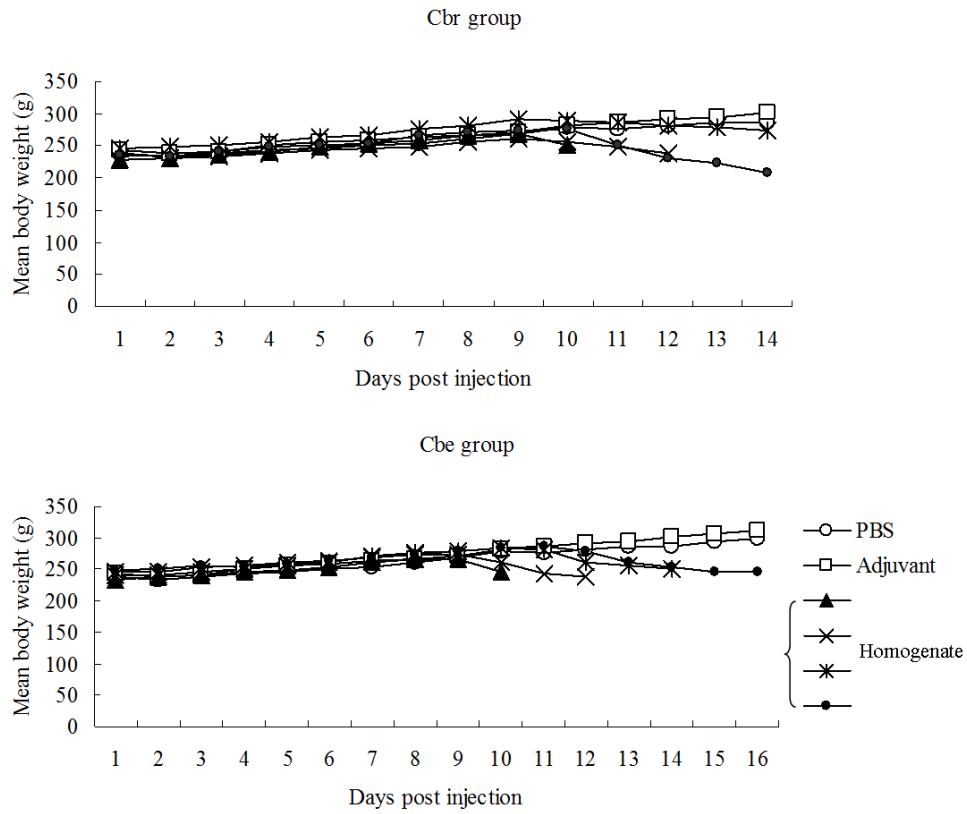 Cbr group
Mean body weight (g)
350
300
250
200
150
100
50
0
1 2 3 4 5 6 7 8 9 10 11 12 13 14
Days post injection
Cbe group
Mean body weight (g)
350
300
250
200
150
100
50
0
1 2 3 4 5 6 7 8 9 10 11 12 13 14 15 16
Days post injection
PBS
Adjuvant
Homogenate